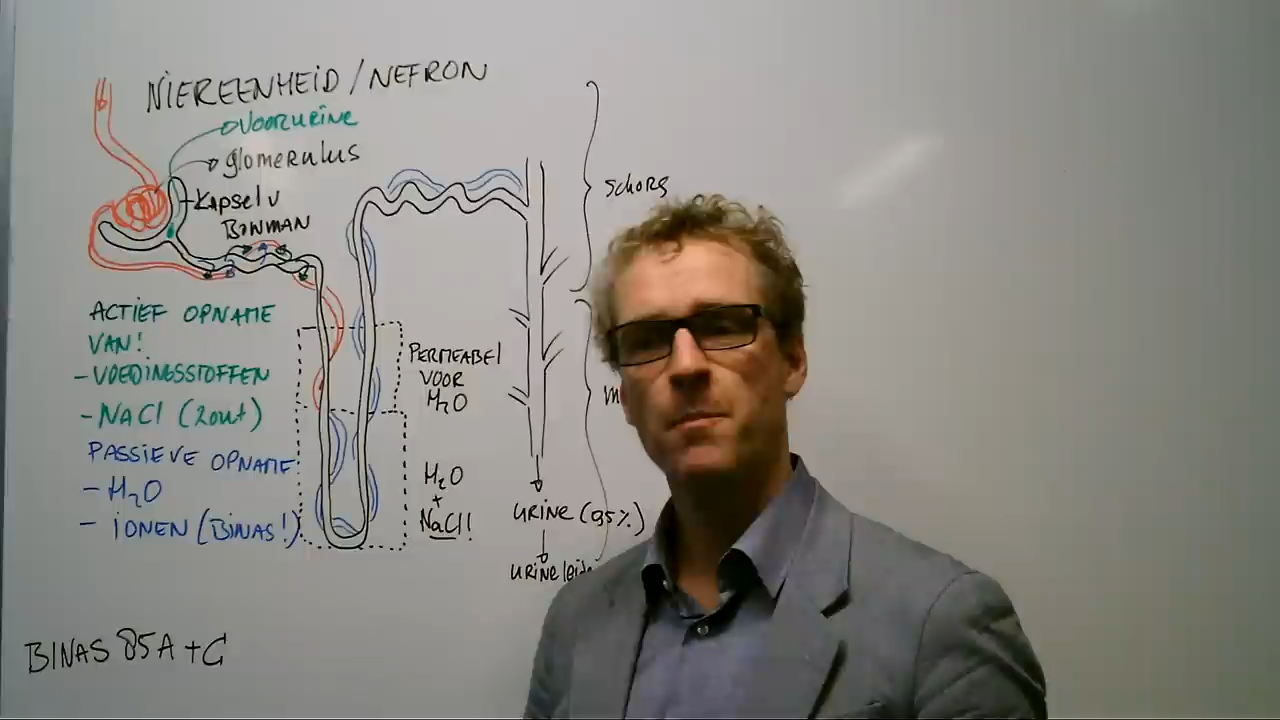 NIEREENHEID/NEFRON
VOORURINE
glomerulus
Kapsel v
BOWMAN
schors
ACTIEF OPNAME
VAN!
- VOEDINGSSTOFFEN
- NaCl (zout)
PASSIEVE OPNAME:
- H2O
- IONEN (BINAS!)
PERMEABEL
VOOR
H2O
H2O
+
NaCl!
URINE (95%)
BINAS 85A+C